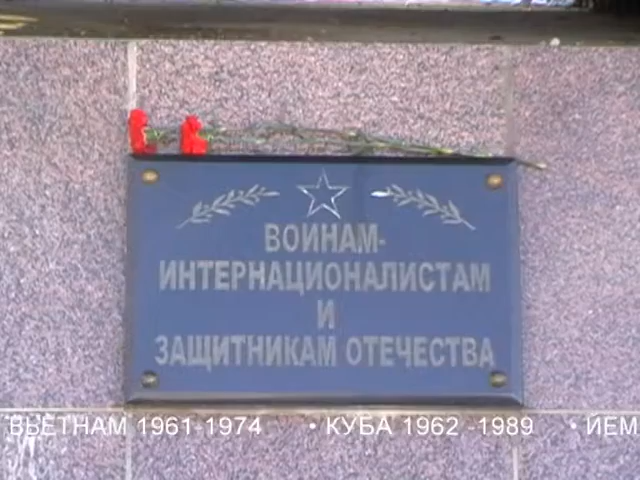 ВОИНАМ-
ИНТЕРНАЦИОНАЛИСТАМ
И
ЗАЩИТНИКАМ ОТЕЧЕСТВА
ВЬЕТНАМ 1961-1974 • КУБА 1962 -1989 •